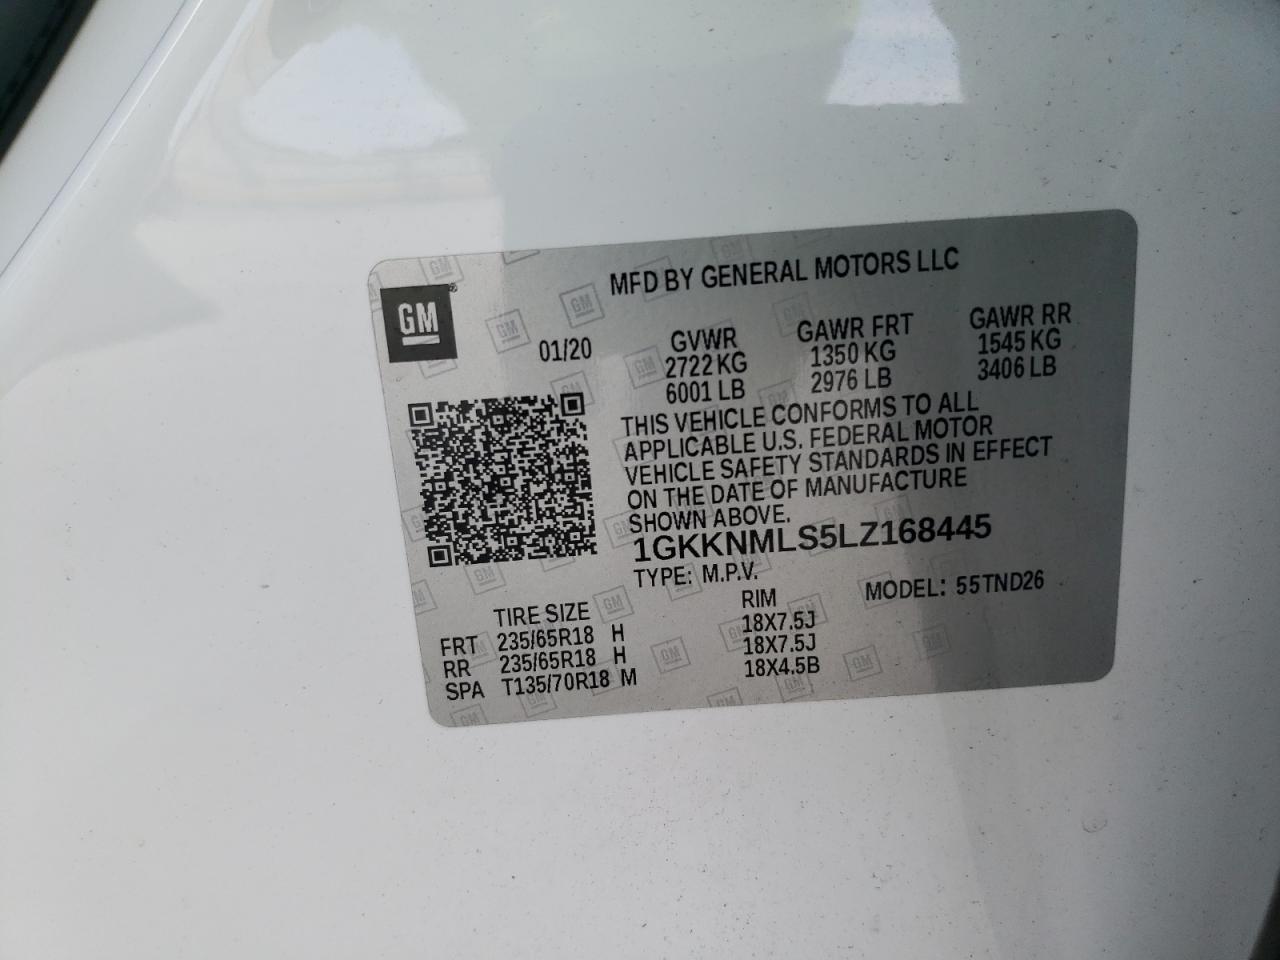 MFD BY GENERAL MOTORS LLC
GM®
01/20
GVWR GAWR FRT GAWR RR
2722 KG 1350 KG 1545 KG
6001 LB 2976 LB 3406 LB
THIS VEHICLE CONFORMS TO ALL
APPLICABLE U.S. FEDERAL MOTOR
VEHICLE SAFETY STANDARDS IN EFFECT
ON THE DATE OF MANUFACTURE
SHOWN ABOVE.
1GKKNMLS5LZ168445
TYPE: M.P.V. MODEL: 55TND26
TIRE SIZE RIM
FRT 235/65R18 H 18X7.5J
RR 235/65R18 H 18X7.5J
SPA T135/70R18 M 18X4.5B